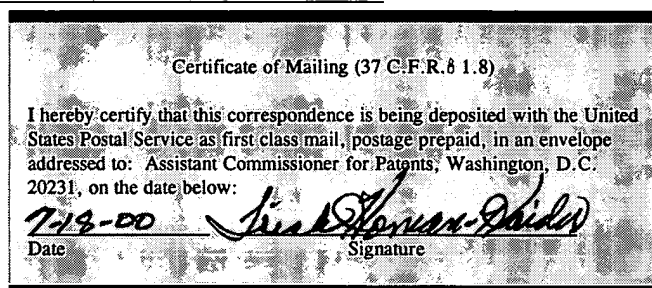 Certificate of Mailing (37 C.F.R.§ 1.8)
I hereby certify that this correspondence is being deposited with the United
States Postal Service as first class mail, postage prepaid, in an envelope
addressed to: Assistant Commissioner for Patents, Washington, D.C.
20231, on the date below:
7-18-00
Date Signature